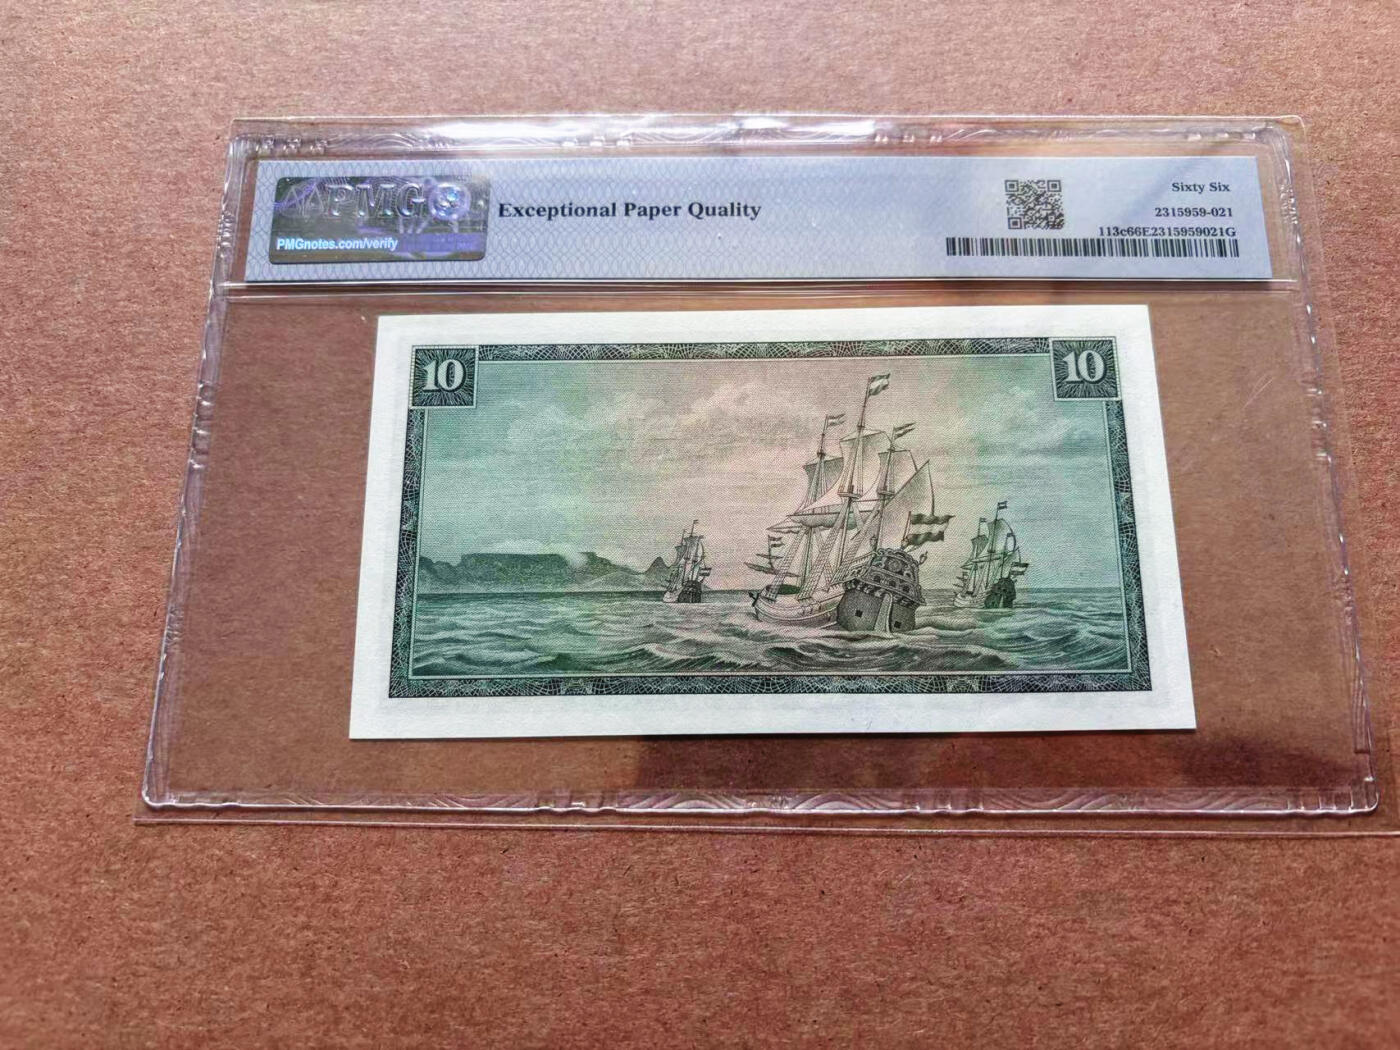 PMG
PMGnotes.com/verify
Exceptional Paper Quality
Sixty Six
2315959-021
113c66E2315959021G
10
10